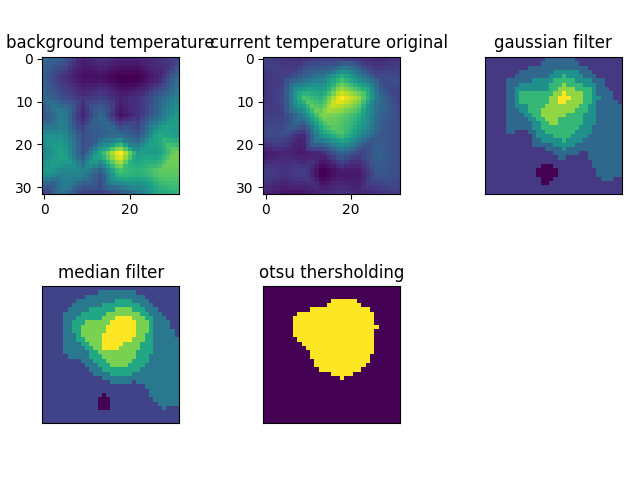 background temperature
current temperature original
gaussian filter
0
10
20
30
0
20
0
10
20
30
0
20
median filter
otsu thersholding